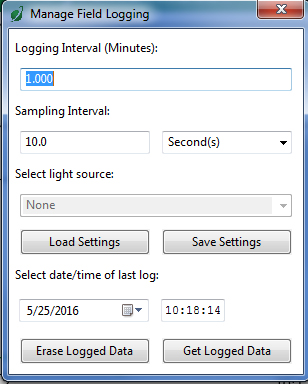 Manage Field Logging
Logging Interval (Minutes):
1.000
Sampling Interval:
10.0 Second(s)
Select light source:
None
Load Settings Save Settings
Select date/time of last log:
5/25/2016 10:18:14
Erase Logged Data Get Logged Data